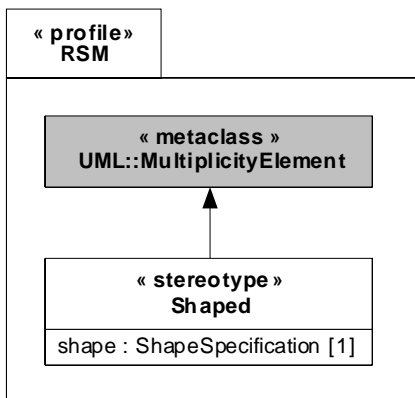 « profile»
RSM
« metaclass »
UML::MultiplicityElement
« stereotype»
Shaped
shape : ShapeSpecification [1]